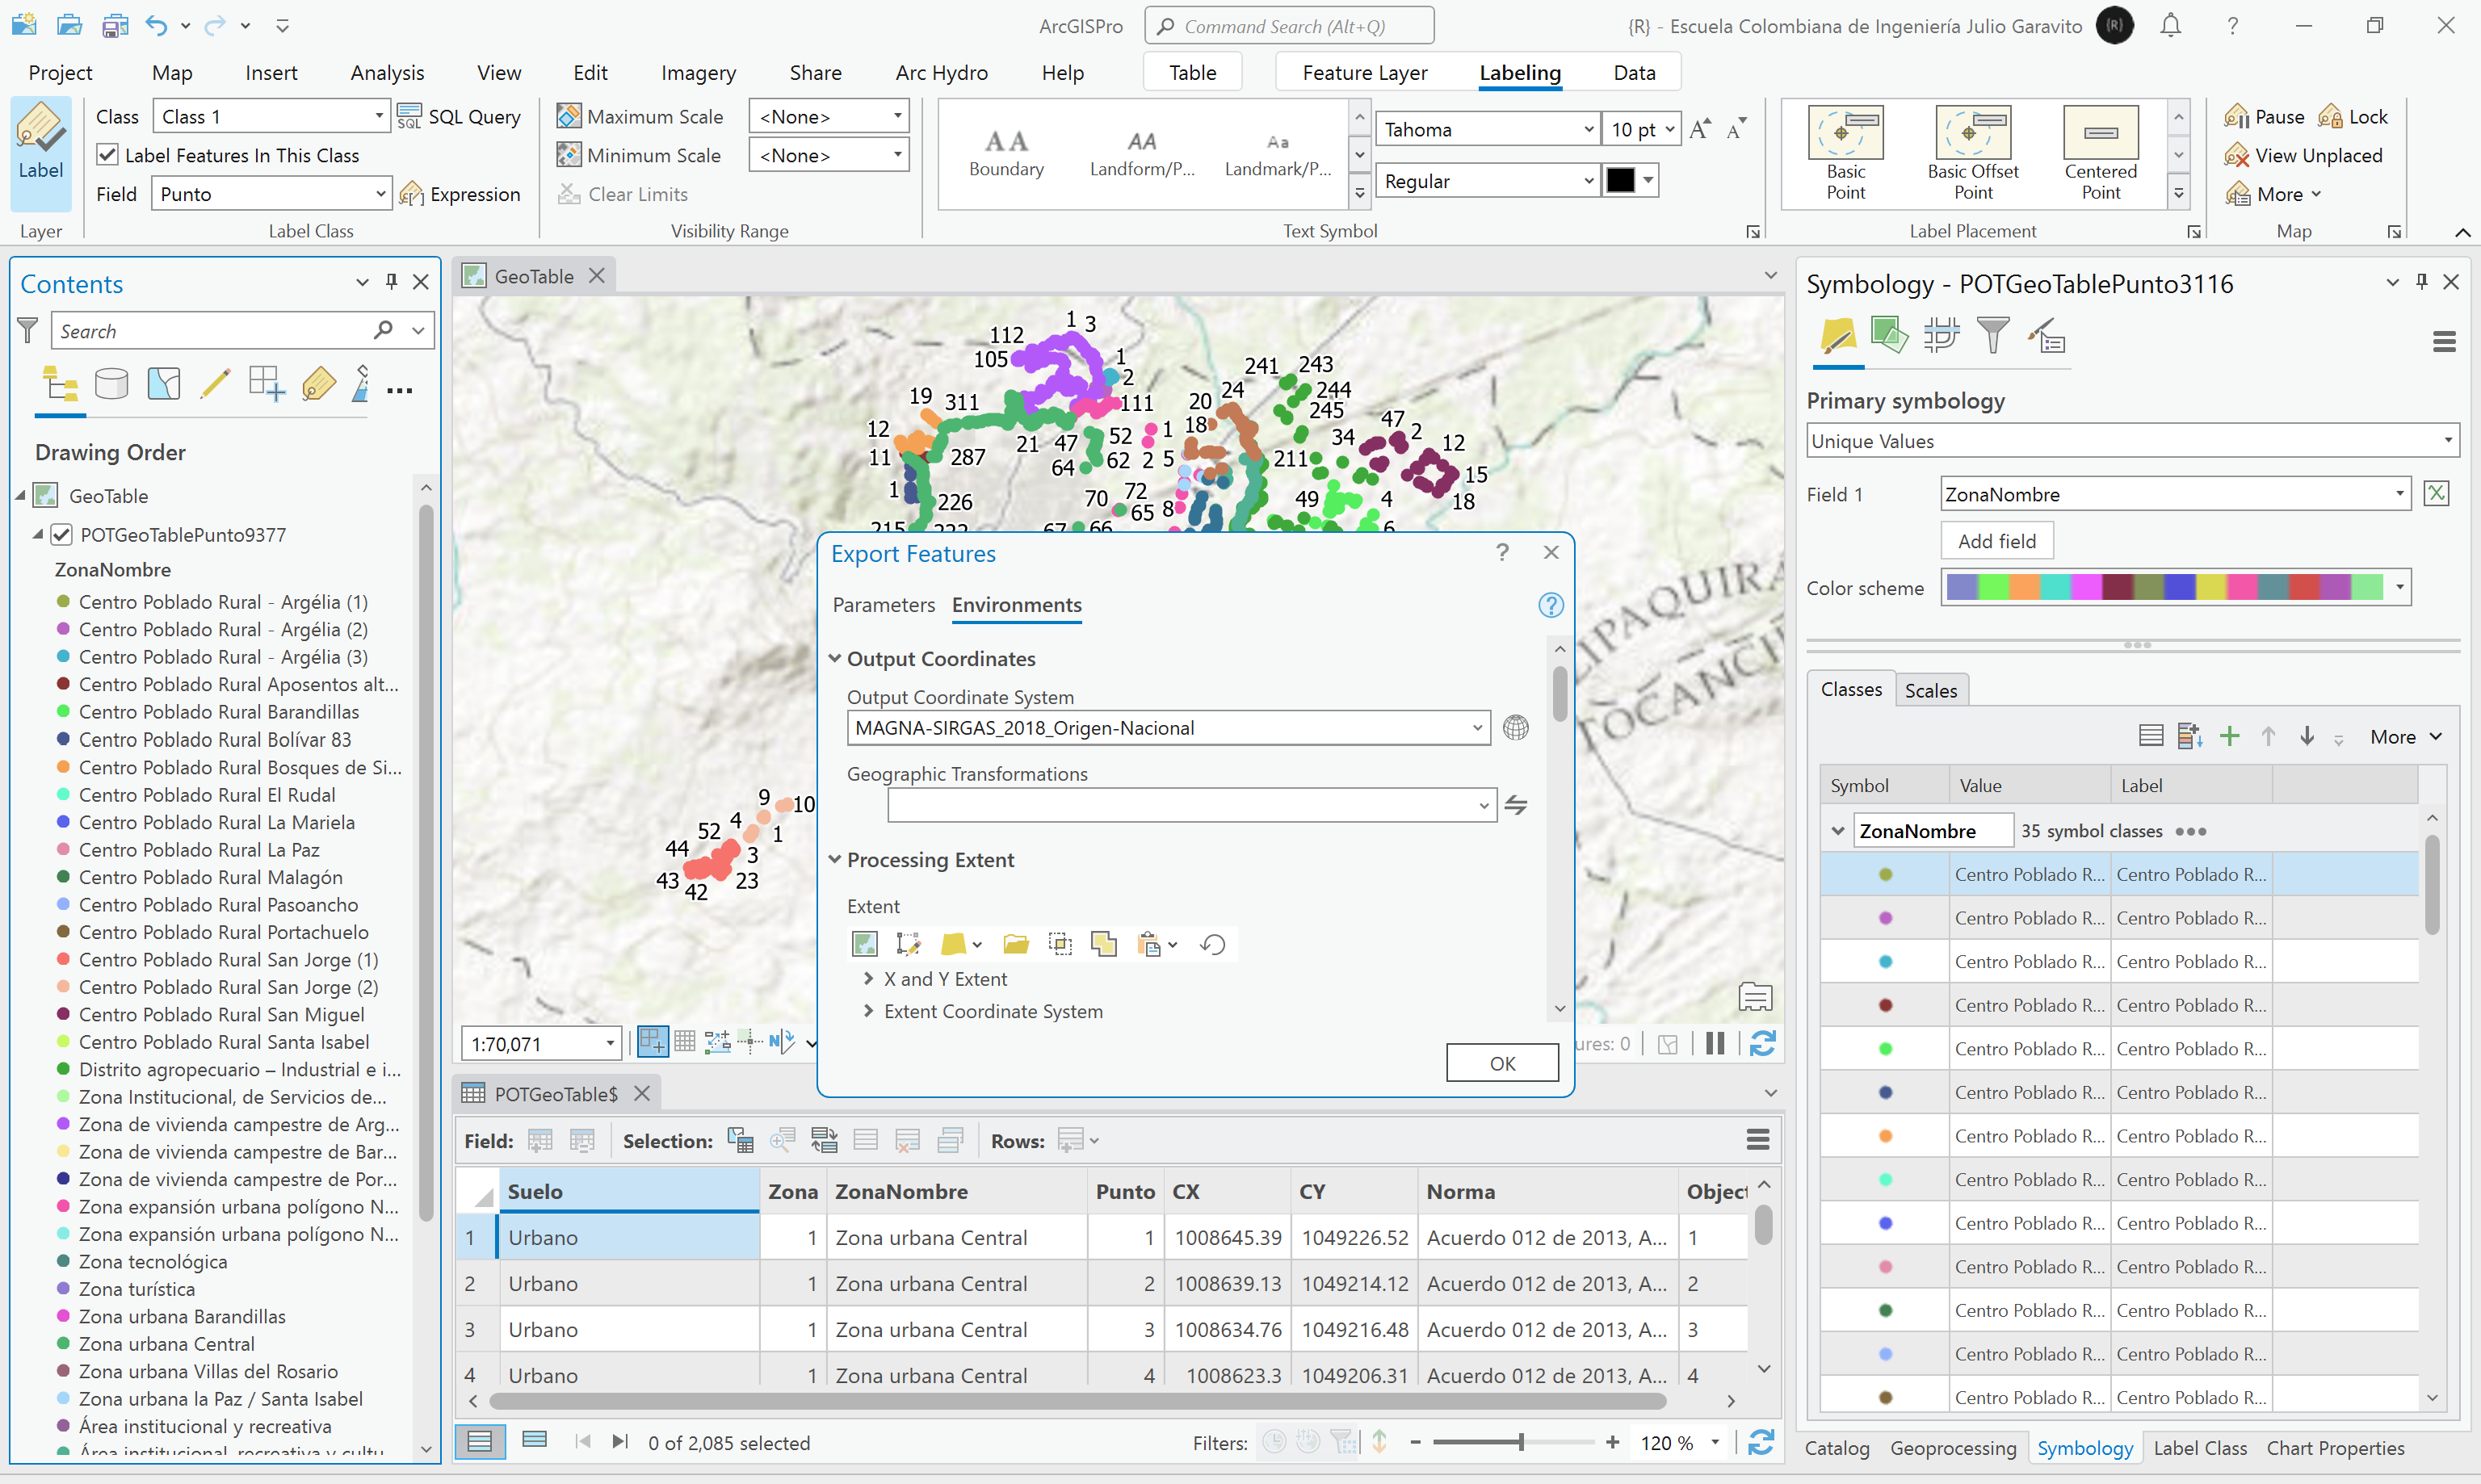 ArcGISPro
Command Search (Alt+Q)
{R} - Escuela Colombiana de Ingeniería Julio Garavito
{R}
Project Map Insert Analysis View Edit Imagery Share Arc Hydro Help Table Feature Layer Labeling Data
Label
Layer
Class
Class 1
SQL Query
Label Features In This Class
Field
Punto
Expression
Label Class
Maximum Scale
<None>
Minimum Scale
<None>
Clear Limits
Visibility Range
Boundary
Landform/P...
Landmark/P...
Tahoma
10 pt
Regular
Text Symbol
Basic Point
Basic Offset Point
Centered Point
Label Placement
Pause
Lock
View Unplaced
More
Map
Contents
Search
Drawing Order
GeoTable
POTGeoTablePunto9377
ZonaNombre
Centro Poblado Rural - Argélia (1)
Centro Poblado Rural - Argélia (2)
Centro Poblado Rural - Argélia (3)
Centro Poblado Rural Aposentos alt...
Centro Poblado Rural Barandillas
Centro Poblado Rural Bolívar 83
Centro Poblado Rural Bosques de Si...
Centro Poblado Rural El Rudal
Centro Poblado Rural La Mariela
Centro Poblado Rural La Paz
Centro Poblado Rural Malagón
Centro Poblado Rural Pasoancho
Centro Poblado Rural Portachuelo
Centro Poblado Rural San Jorge (1)
Centro Poblado Rural San Jorge (2)
Centro Poblado Rural San Miguel
Centro Poblado Rural Santa Isabel
Distrito agropecuario – Industrial e i...
Zona Institucional, de Servicios de...
Zona de vivienda campestre de Arg...
Zona de vivienda campestre de Bar...
Zona de vivienda campestre de Por...
Zona expansión urbana polígono N...
Zona expansión urbana polígono N...
Zona tecnológica
Zona turística
Zona urbana Barandillas
Zona urbana Central
Zona urbana Villas del Rosario
Zona urbana la Paz / Santa Isabel
Área institucional y recreativa
GeoTable
1 3
112
105
1
2
111
19
311
12
11
287
21 47
52
64
62
1
2 5
20
24
18
241
243
244
245
34
47
2
12
15
18
211
1
226
70
72
65
8
49
4
9
10
4
1
52
44
3
43
42
23
TOCANCI
Export Features
Parameters Environments
Output Coordinates
Output Coordinate System
MAGNA-SIRGAS_2018_Origen-Nacional
Geographic Transformations
Processing Extent
Extent
X and Y Extent
Extent Coordinate System
OK
1:70,071
POTGeoTable$
Field: Selection: Rows:
Suelo Zona ZonaNombre Punto CX CY Norma Object
1 Urbano 1 Zona urbana Central 1 1008645.39 1049226.52 Acuerdo 012 de 2013, A... 1
2 Urbano 1 Zona urbana Central 2 1008639.13 1049214.12 Acuerdo 012 de 2013, A... 2
3 Urbano 1 Zona urbana Central 3 1008634.76 1049216.48 Acuerdo 012 de 2013, A... 3
4 Urbano 1 Zona urbana Central 4 1008623.3 1049206.31 Acuerdo 012 de 2013, A... 4
0 of 2,085 selected
Filters:
120 %
Symbology - POTGeoTablePunto3116
Primary symbology
Unique Values
Field 1
ZonaNombre
Add field
Color scheme
Classes Scales
More
Symbol Value Label
ZonaNombre 35 symbol classes
Centro Poblado R... Centro Poblado R...
Centro Poblado R... Centro Poblado R...
Centro Poblado R... Centro Poblado R...
Centro Poblado R... Centro Poblado R...
Centro Poblado R... Centro Poblado R...
Centro Poblado R... Centro Poblado R...
Centro Poblado R... Centro Poblado R...
Centro Poblado R... Centro Poblado R...
Centro Poblado R... Centro Poblado R...
Centro Poblado R... Centro Poblado R...
Centro Poblado R... Centro Poblado R...
Centro Poblado R... Centro Poblado R...
Centro Poblado R... Centro Poblado R...
Catalog Geoprocessing Symbology Label Class Chart Properties